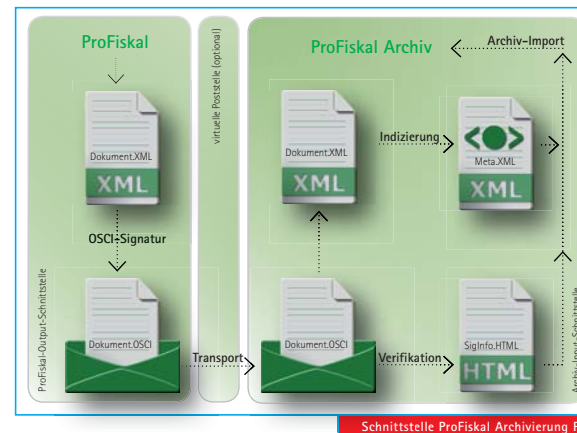 ProFiskal
Dokument.XML
XML
OSCI-Signatur
Dokument.OSCI
ProFiskal-Output-Schnittstelle
virtuelle Poststelle (optional)
Transport
ProFiskal Archiv
Archiv-Import
Dokument.XML
XML
Indizierung
Meta.XML
XML
Dokument.OSCI
Verifikation
SigInfo.HTML
HTML
Archiv-Input-Schnittstelle
Schnittstelle ProFiskal Archivierung